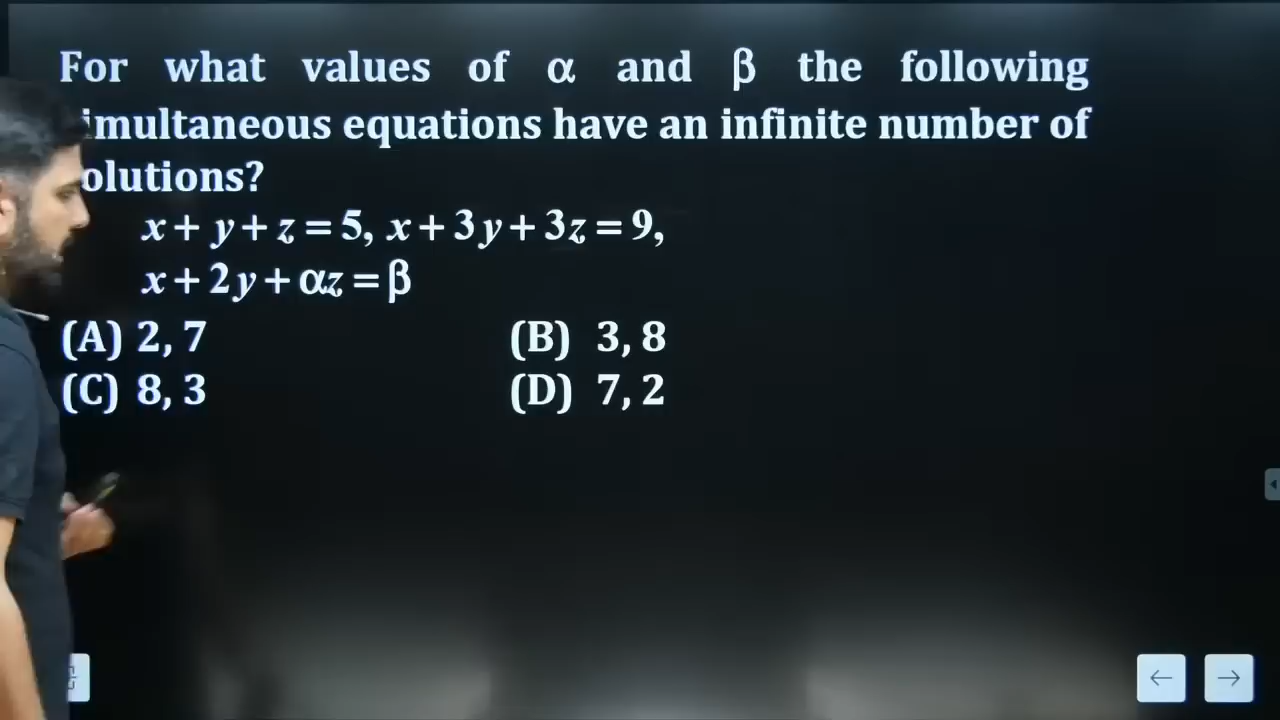 For what values of α and β the following
imultaneous equations have an infinite number of
olutions?
x + y + z = 5, x + 3y + 3z = 9,
x + 2y + αz = β
(A) 2, 7 (B) 3, 8
(C) 8, 3 (D) 7, 2